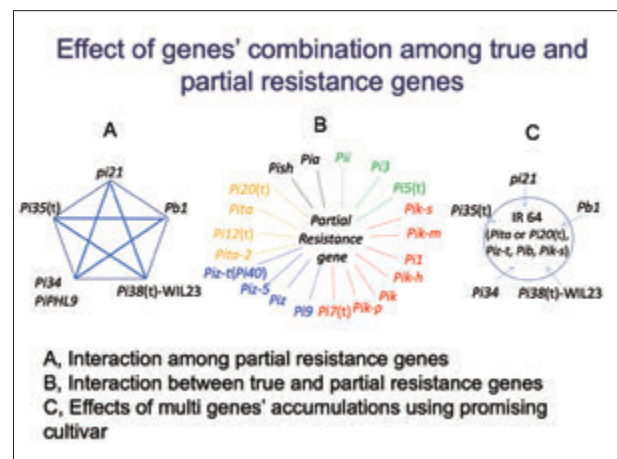 Effect of genes' combination among true and
partial resistance genes
A
B
C
pi21
Pi35(t)
Pb1
Pi34
PiPHL9
Pi38(t)-WIL23
Pish
Pia
Pii
Pi3
Pi5(t)
Pi20(t)
Pita
Pi12(t)
Pita-2
Piz-t(Pi40)
Piz-5
Piz
Pi9
Pi7(t)
Pik-p
Pik
Pik-h
Pi1
Pik-m
Pik-s
Partial
Resistance
gene
pi21
Pi35(t)
Pb1
IR 64
(Pita or Pi20(t),
Piz-t, Pib, Pik-s)
Pi34
Pi38(t)-WIL23
A, Interaction among partial resistance genes
B, Interaction between true and partial resistance genes
C, Effects of multi genes' accumulations using promising
cultivar